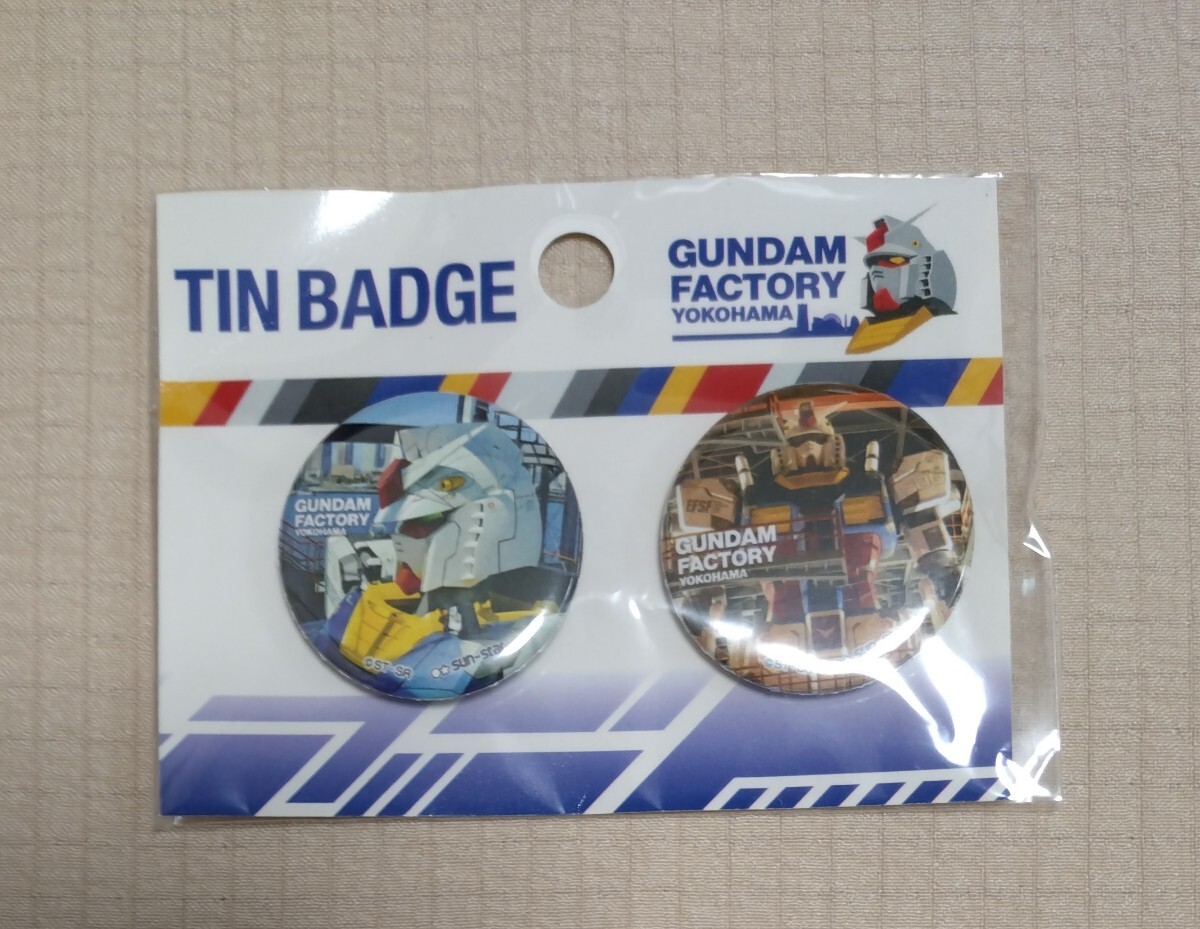 TIN BADGE
GUNDAM
FACTORY
YOKOHAMA
GUNDAM
FACTORY
YOKOHAMA
©ST-SR
sun-star
EFSF
GUNDAM
FACTORY
YOKOHAMA